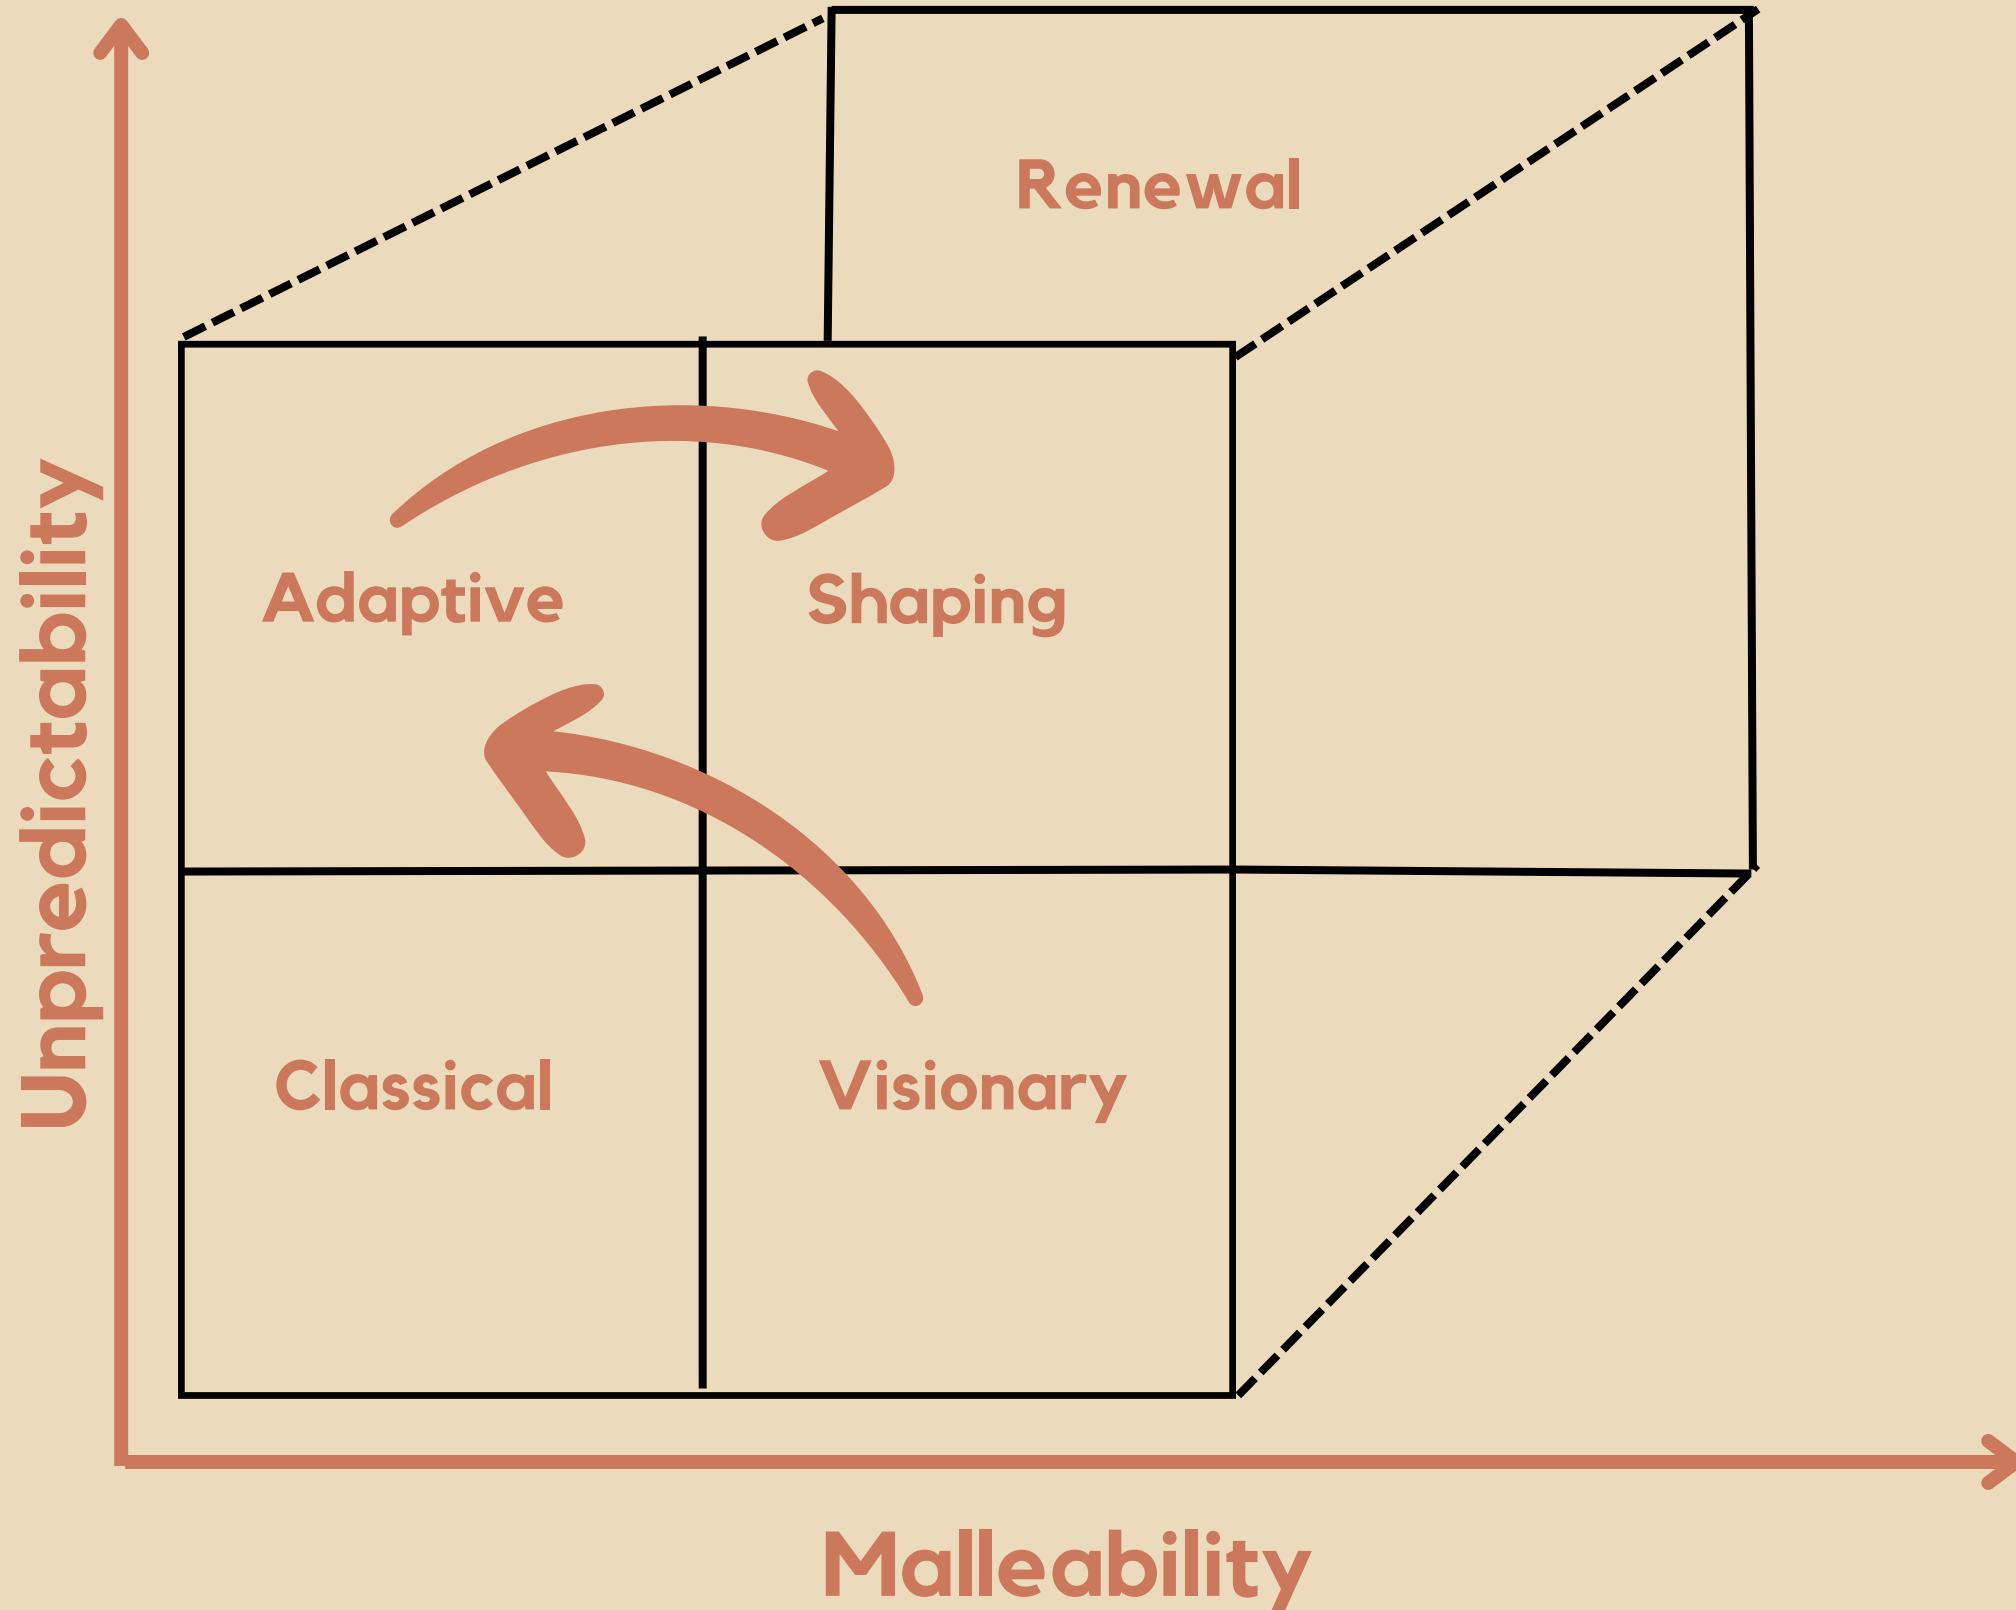 Renewal
Unpredictability
Adaptive
Shaping
Classical
Visionary
Malleability